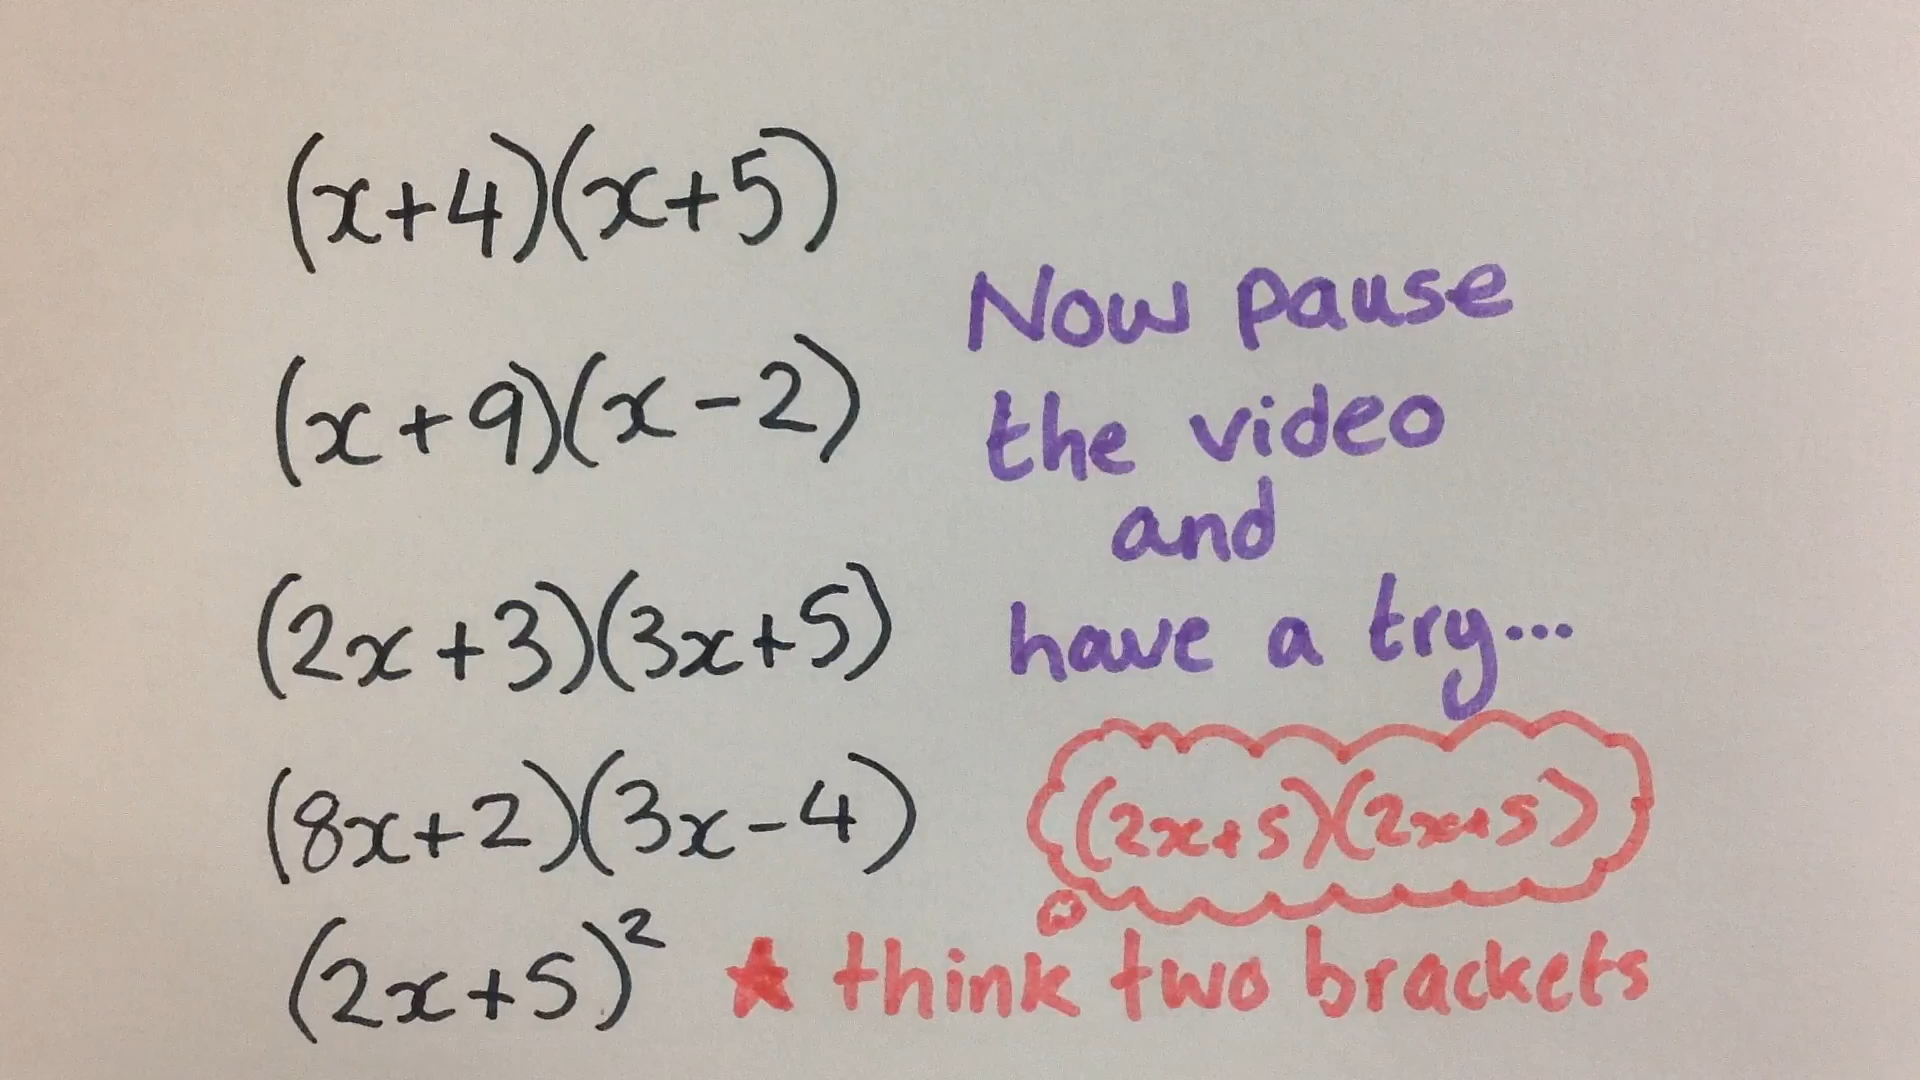 (x+4)(x+5)
(x+9)(x-2)
(2x+3)(3x+5)
(8x+2)(3x-4)
(2x+5)²
Now pause
the video
and
have a try...
(2x+5)(2x+5)
★ think two brackets